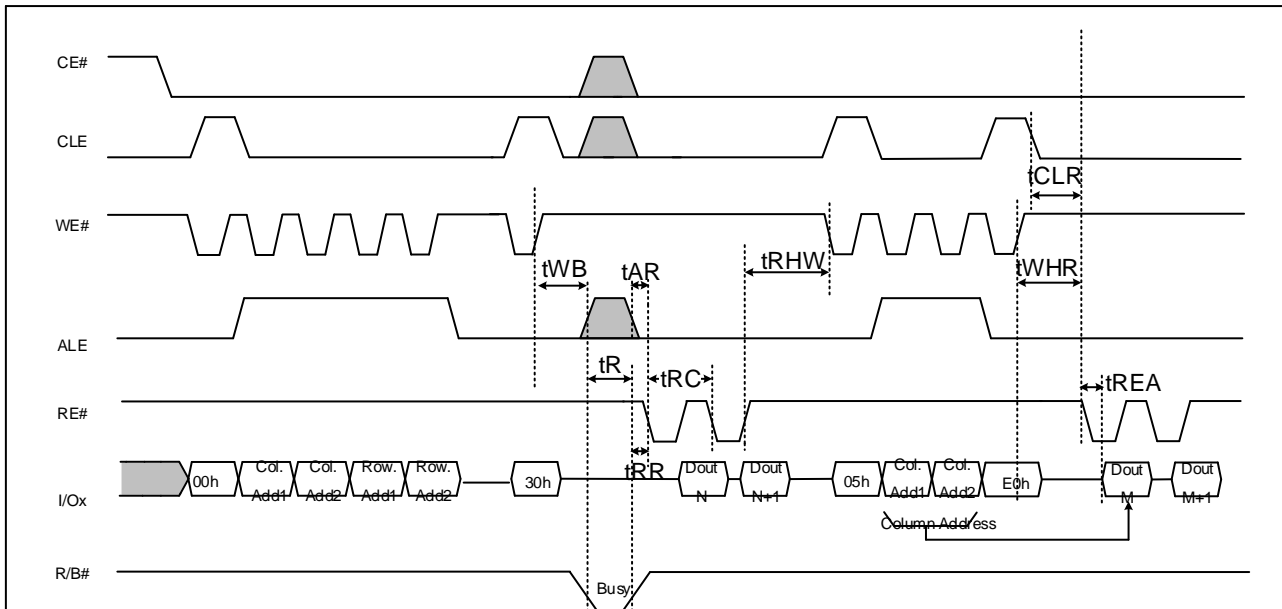 CE#
CLE
tCLR
WE#
tWB
tAR
tRHW
tWHR
ALE
tR
tRC
tREA
RE#
tRR
I/Ox
00h
Col. Add1
Col. Add2
Row. Add1
Row. Add2
30h
Dout N
Dout N+1
05h
Col. Add1
Col. Add2
E0h
Dout M
Dout M+1
Column Address
R/B#
Busy